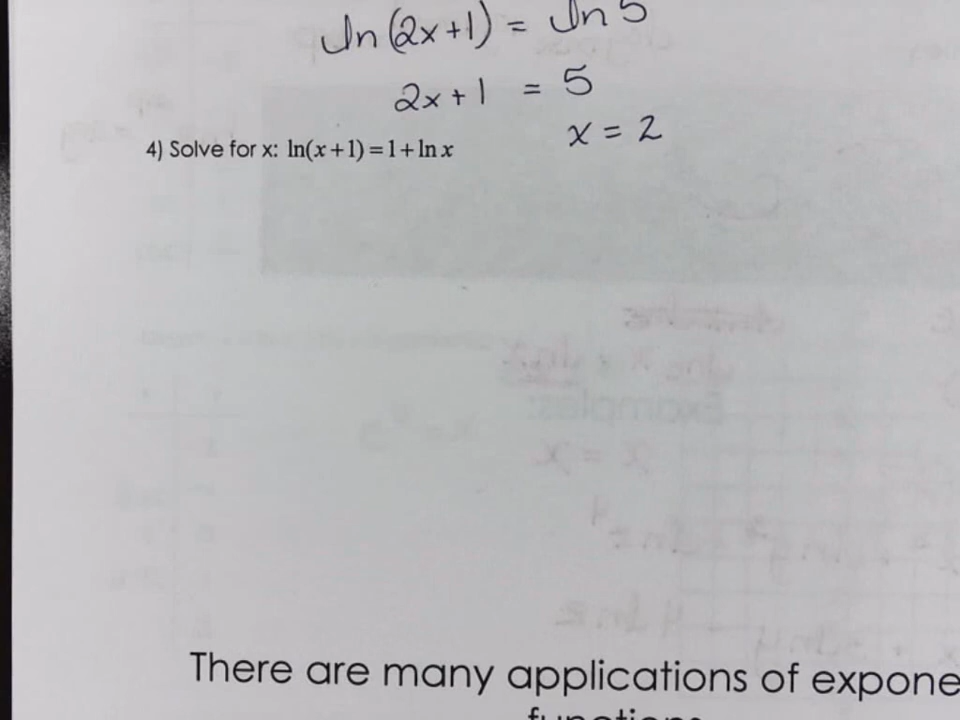 ln(2x+1) = ln 5
2x+1 = 5
x = 2
4) Solve for x: ln(x+1)=1+ln x
There are many applications of expone
functions